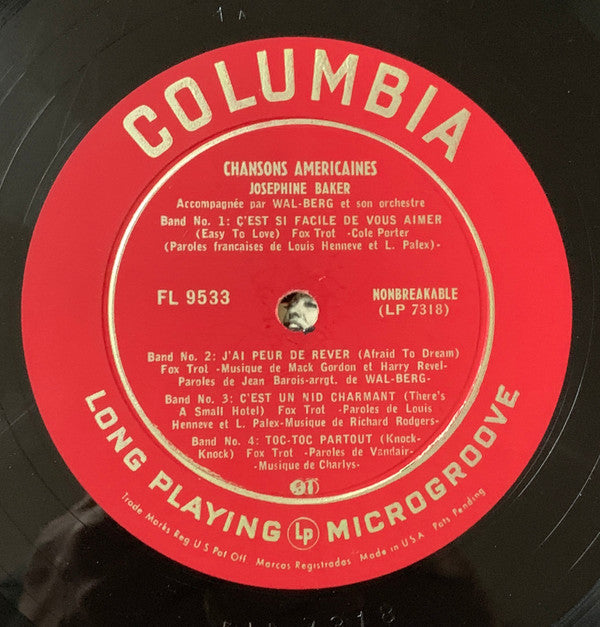 1A
COLUMBIA
CHANSONS AMERICAINES
JOSEPHINE BAKER
Accompagnée par WAL-BERG et son orchestre
Band No. 1: C'EST SI FACILE DE VOUS AIMER
(Easy To Love) Fox Trot -Cole Porter
(Paroles francaises de Louis Henneve et L. Palex)-
FL 9533
NONBREAKABLE
(LP 7318)
Band No. 2: J'AI PEUR DE REVER (Afraid To Dream)
Fox Trol -Musique de Mack Gordon et Harry Revel-
Paroles de Jean Barois-arrgt. de WAL-BERG-
Band No. 3: C'EST UN NID CHARMANT (There's
A Small Hotel) Fox Trot -Paroles de Louis
Henneve et L. Palex-Musique de Richard Rodgers-
Band No. 4: TOC-TOC PARTOUT (Knock-
Knock) Fox Trot -Paroles de Vandair-
-Musique de Charlys-
LONG PLAYING Lp MICROGROOVE
Trade Marks Reg U S Pat Off. Marcas Registradas Made in U.S.A. Pats Pending
7318